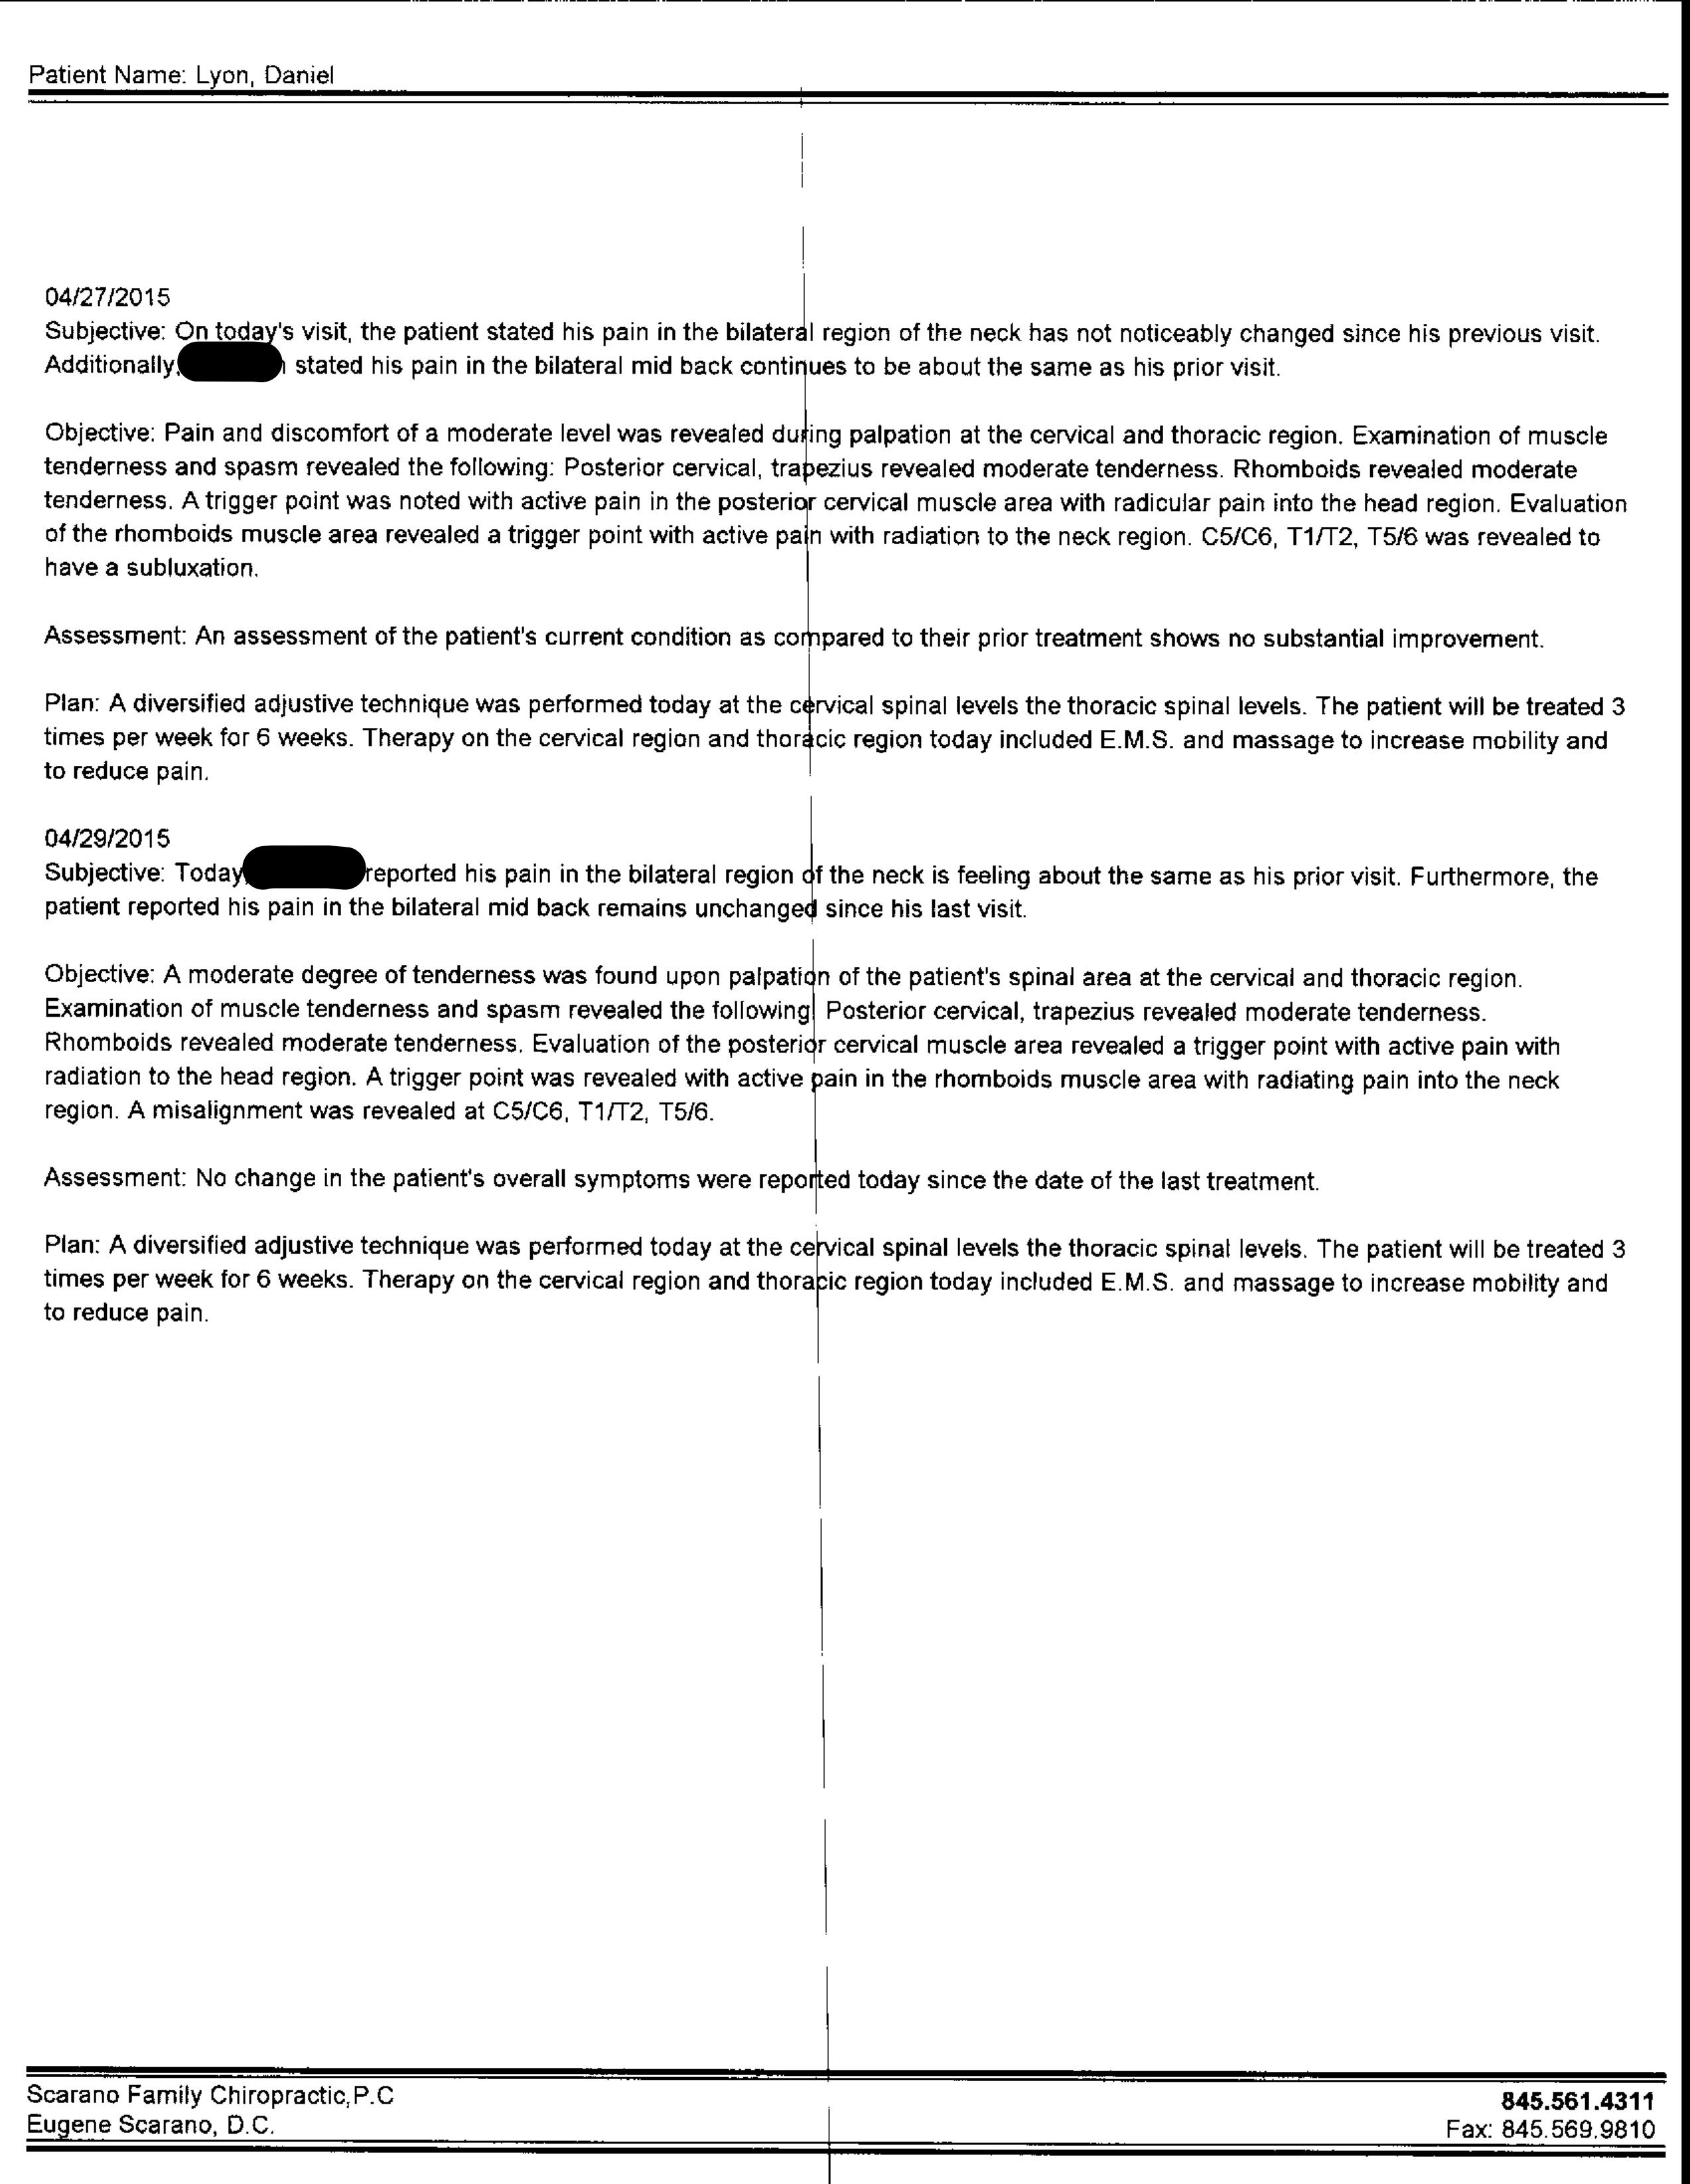 Patient Name: Lyon, Daniel
04/27/2015
Subjective: On today's visit, the patient stated his pain in the bilateral region of the neck has not noticeably changed since his previous visit.
Additionally, stated his pain in the bilateral mid back continues to be about the same as his prior visit.
Objective: Pain and discomfort of a moderate level was revealed during palpation at the cervical and thoracic region. Examination of muscle
tenderness and spasm revealed the following: Posterior cervical, trapezius revealed moderate tenderness. Rhomboids revealed moderate
tenderness. A trigger point was noted with active pain in the posterior cervical muscle area with radicular pain into the head region. Evaluation
of the rhomboids muscle area revealed a trigger point with active pain with radiation to the neck region. C5/C6, T1/T2, T5/6 was revealed to
have a subluxation.
Assessment: An assessment of the patient's current condition as compared to their prior treatment shows no substantial improvement.
Plan: A diversified adjustive technique was performed today at the cervical spinal levels the thoracic spinal levels. The patient will be treated 3
times per week for 6 weeks. Therapy on the cervical region and thoracic region today included E.M.S. and massage to increase mobility and
to reduce pain.
04/29/2015
Subjective: Today reported his pain in the bilateral region of the neck is feeling about the same as his prior visit. Furthermore, the
patient reported his pain in the bilateral mid back remains unchanged since his last visit.
Objective: A moderate degree of tenderness was found upon palpation of the patient's spinal area at the cervical and thoracic region.
Examination of muscle tenderness and spasm revealed the following: Posterior cervical, trapezius revealed moderate tenderness.
Rhomboids revealed moderate tenderness. Evaluation of the posterior cervical muscle area revealed a trigger point with active pain with
radiation to the head region. A trigger point was revealed with active pain in the rhomboids muscle area with radiating pain into the neck
region. A misalignment was revealed at C5/C6, T1/T2, T5/6.
Assessment: No change in the patient's overall symptoms were reported today since the date of the last treatment.
Plan: A diversified adjustive technique was performed today at the cervical spinal levels the thoracic spinal levels. The patient will be treated 3
times per week for 6 weeks. Therapy on the cervical region and thoracic region today included E.M.S. and massage to increase mobility and
to reduce pain.
Scarano Family Chiropractic,P.C
845.561.4311
Eugene Scarano, D.C.
Fax: 845.569.9810